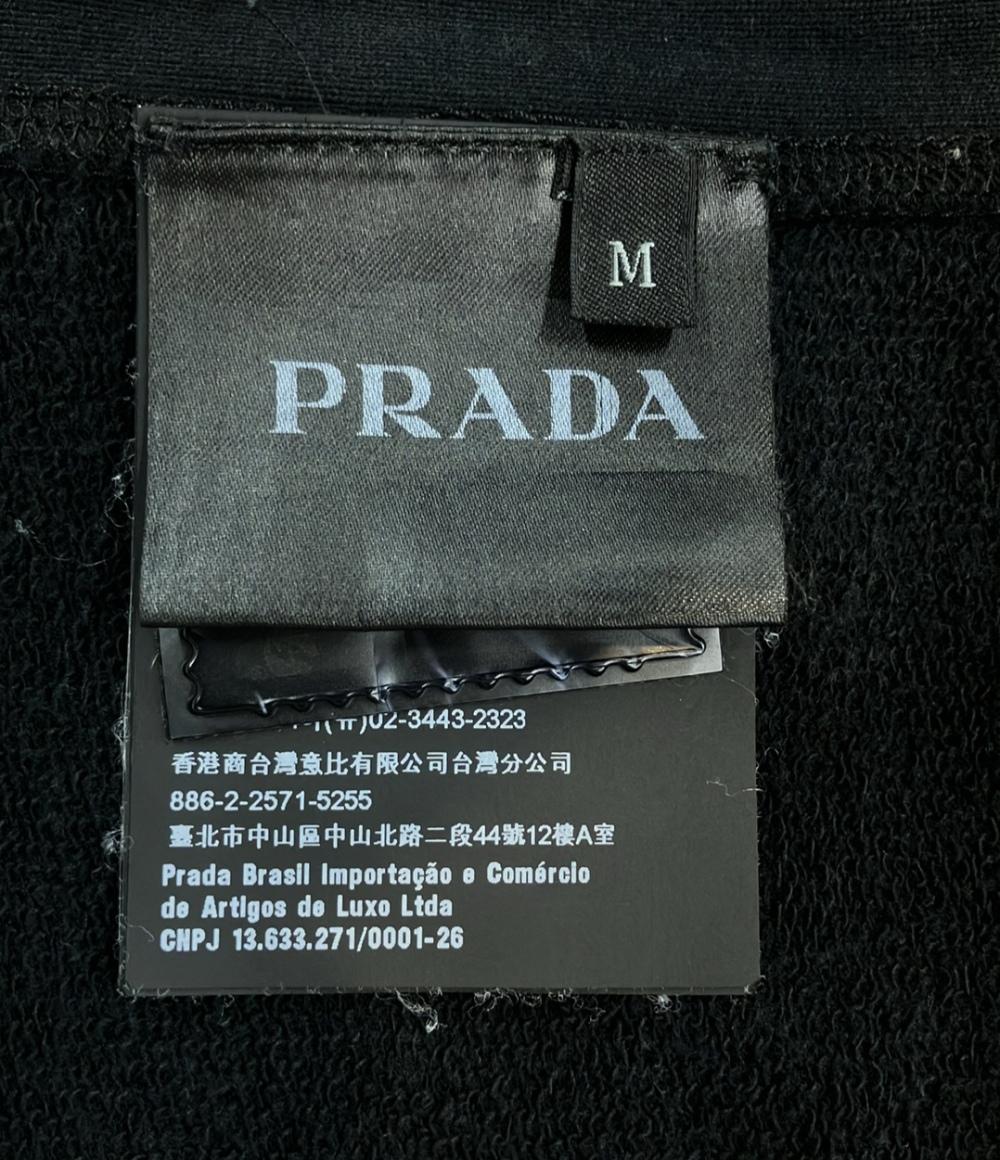 M
PRADA
02-3443-2323
香港商台灣意比有限公司台灣分公司
886-2-2571-5255
臺北市中山區中山北路二段44號12樓A室
Prada Brasil Importação e Comércio
de Artigos de Luxo Ltda
CNPJ 13.633.271/0001-26